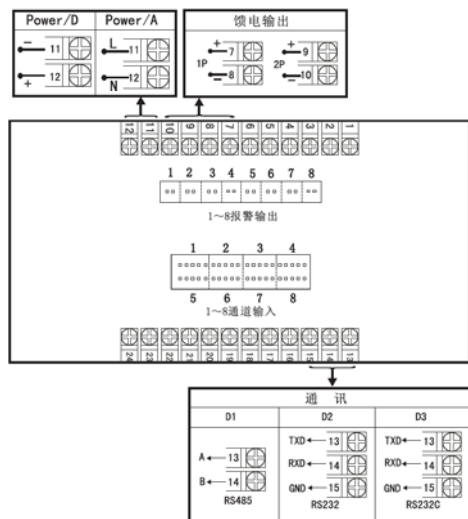 Power/D Power/A 馈电输出
− 11 L 11 + 7 + 9
1P 2P
+ 12 N 12 − 8 − 10
12 11 10 9 8 7 6 5 4 3 2 1
1 2 3 4 5 6 7 8
1～8报警输出
1 2 3 4
5 6 7 8
1～8通道输入
24 23 22 21 20 19 18 17 16 15 14 13
通 讯
D1 D2 D3
TXD 13 TXD 13
A 13 RXD 14 RXD 14
B 14 GND 15 GND 15
RS485 RS232 RS232C